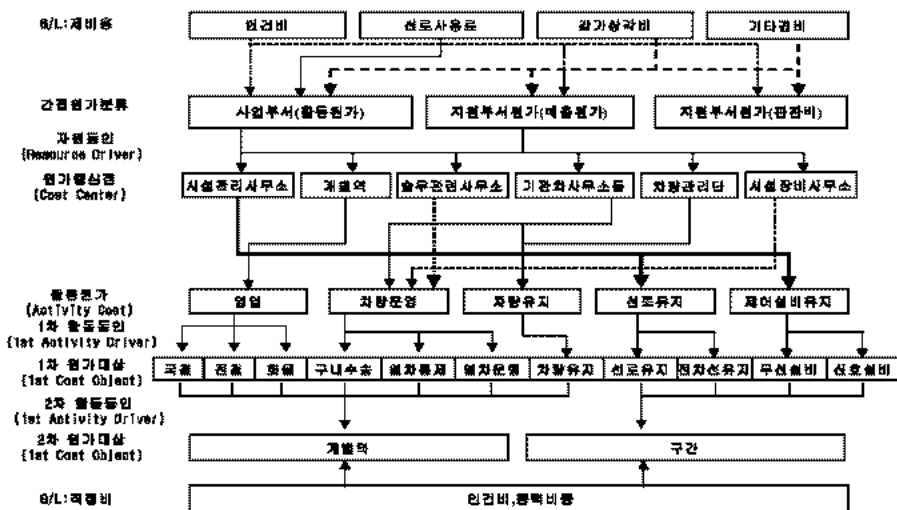 G/L:제비용
인건비 선로사용료 감가상각비 기타경비
간접원가분류
사업부서(활동원가) 지원부서원가(매출원가) 지원부서원가(판관비)
자원동인
(Resource Driver)
원가중심점
(Cost Center)
시설관리사무소 개별역 승무관련사무소 기관차사무소등 차량관리단 시설장비사무소
활동원가
(Activity Cost)
영업 차량운영 차량유지 선로유지 제어설비유지
1차 활동동인
(1st Activity Driver)
1차 원가대상
(1st Cost Object)
국철 전철 화물 구내수송 열차통제 열차운행 차량유지 선로유지 전차선유지 무선설비 신호설비
2차 활동동인
(1st Activity Driver)
2차 원가대상
(1st Cost Object)
개별역 구간
G/L:직접비
인건비,동력비등